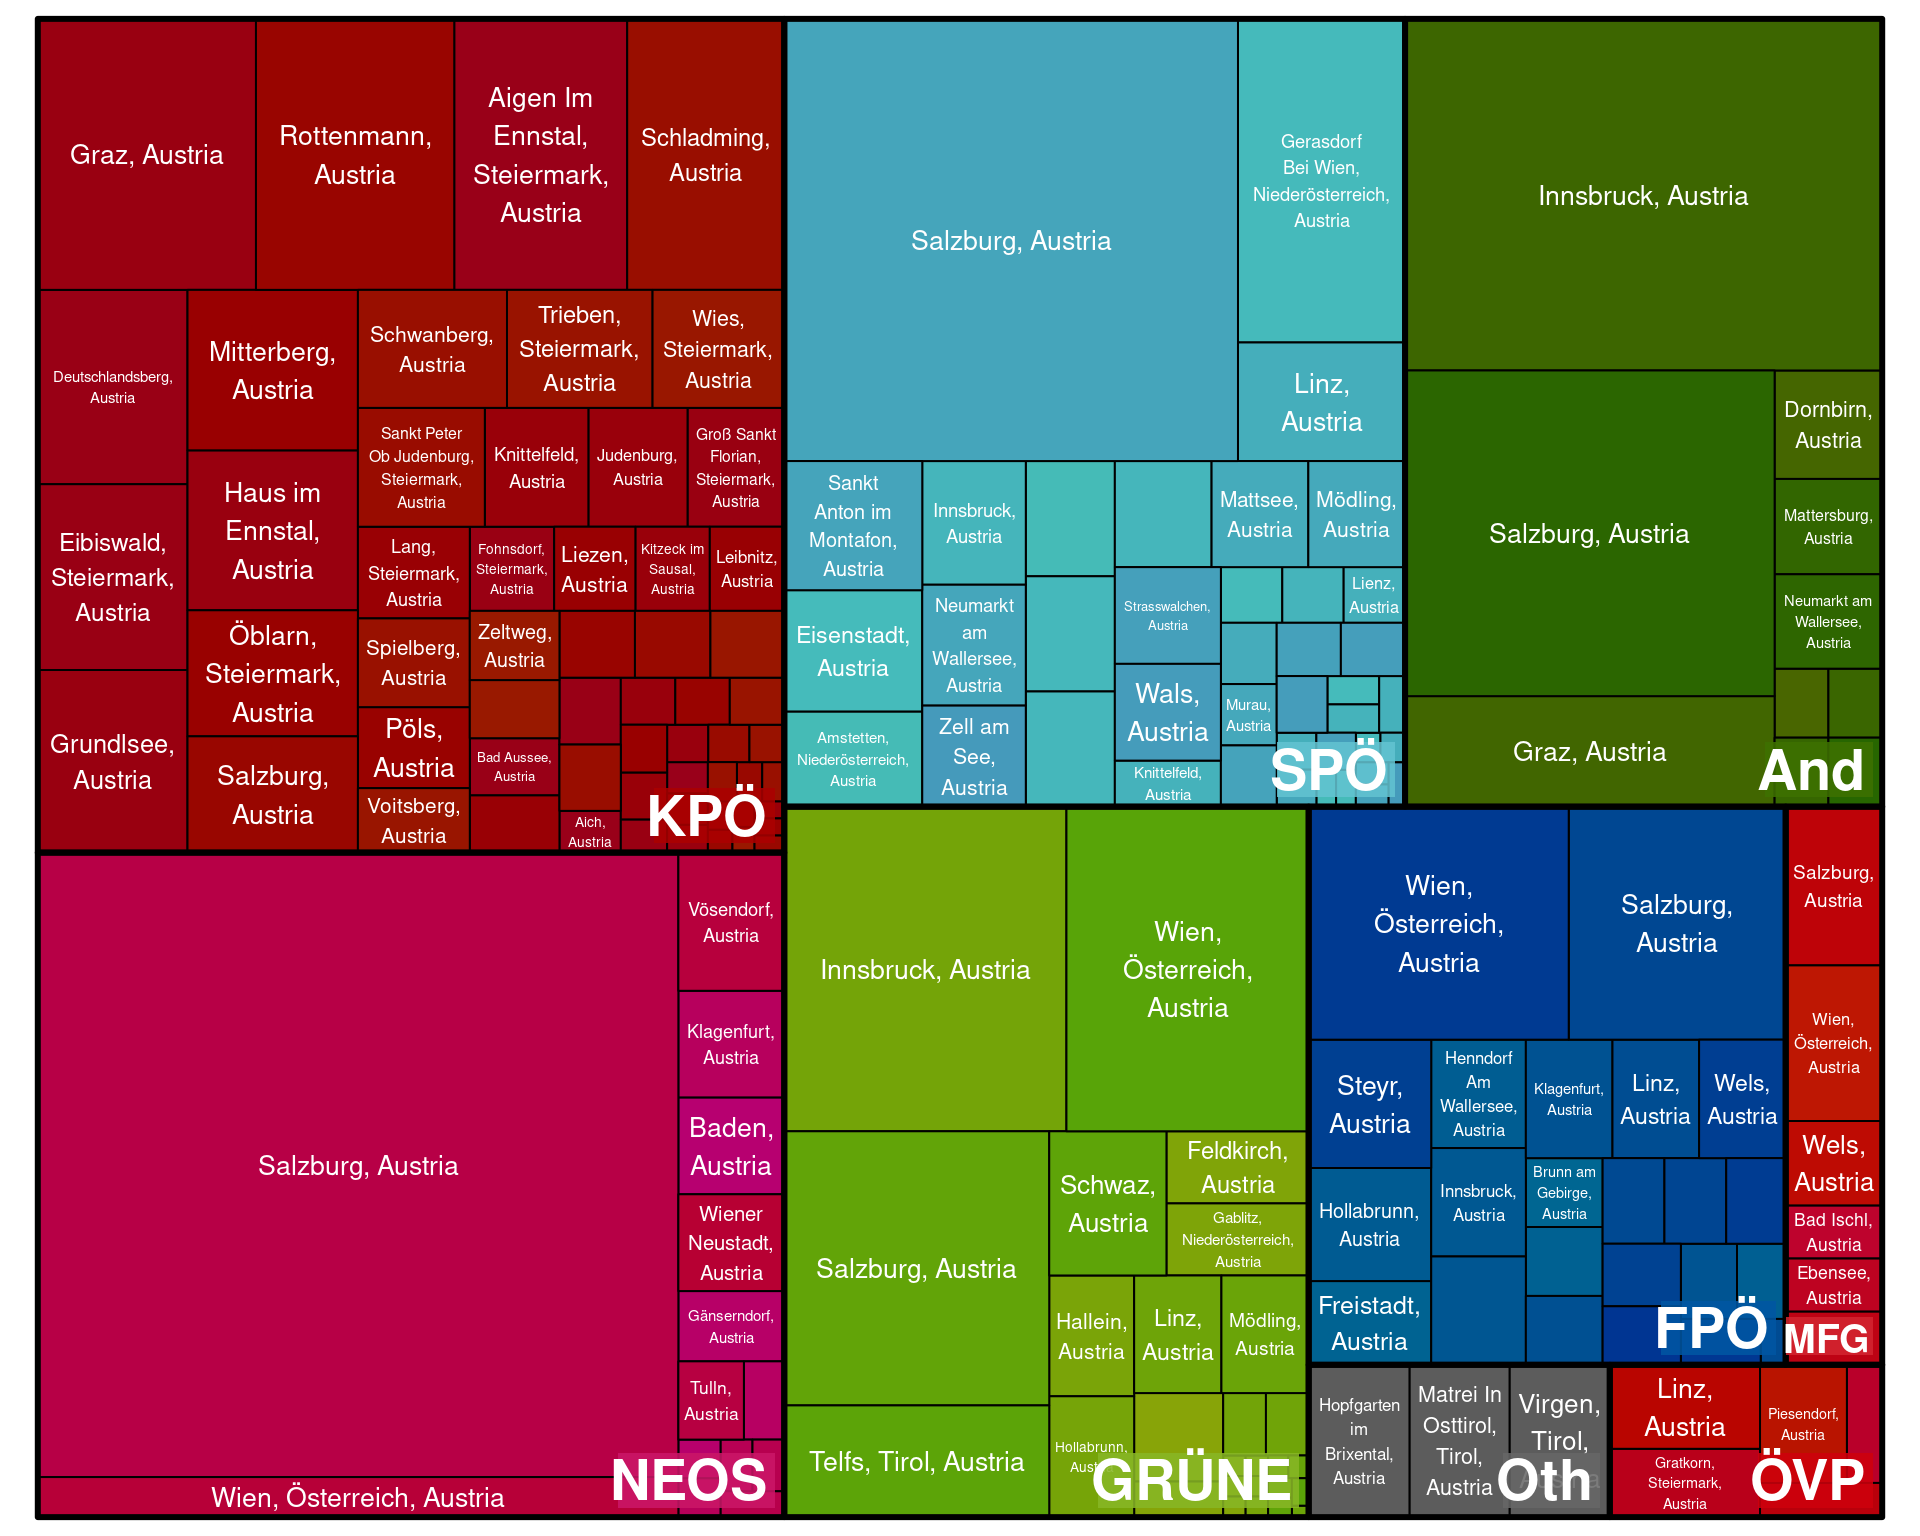 Graz, Austria
Rottenmann,
Austria
Aigen Im
Ennstal,
Steiermark,
Austria
Schladming,
Austria
Deutschlandsberg,
Austria
Mitterberg,
Austria
Schwanberg,
Austria
Trieben,
Steiermark,
Austria
Wies,
Steiermark,
Austria
Sankt Peter
Ob Judenburg,
Steiermark,
Austria
Knittelfeld,
Austria
Judenburg,
Austria
Groß Sankt
Florian,
Steiermark,
Austria
Eibiswald,
Steiermark,
Austria
Haus im
Ennstal,
Austria
Lang,
Steiermark,
Austria
Fohnsdorf,
Steiermark,
Austria
Liezen,
Austria
Kitzeck im
Sausal,
Austria
Leibnitz,
Austria
Öblarn,
Steiermark,
Austria
Spielberg,
Austria
Zeltweg,
Austria
Grundlsee,
Austria
Salzburg,
Austria
Pöls,
Austria
Bad Aussee,
Austria
Voitsberg,
Austria
Aich,
Austria
KPÖ
Salzburg, Austria
Gerasdorf
Bei Wien,
Niederösterreich,
Austria
Linz,
Austria
Sankt
Anton im
Montafon,
Austria
Innsbruck,
Austria
Mattsee,
Austria
Mödling,
Austria
Eisenstadt,
Austria
Neumarkt
am
Wallersee,
Austria
Strasswalchen,
Austria
Lienz,
Austria
Wals,
Austria
Murau,
Austria
Amstetten,
Niederösterreich,
Austria
Zell am
See,
Austria
Knittelfeld,
Austria
SPÖ
Innsbruck, Austria
Salzburg, Austria
Dornbirn,
Austria
Mattersburg,
Austria
Neumarkt am
Wallersee,
Austria
Graz, Austria
And
Salzburg, Austria
Vösendorf,
Austria
Klagenfurt,
Austria
Baden,
Austria
Wiener
Neustadt,
Austria
Gänserndorf,
Austria
Tulln,
Austria
Wien, Österreich, Austria
NEOS
Innsbruck, Austria
Wien,
Österreich,
Austria
Salzburg, Austria
Schwaz,
Austria
Feldkirch,
Austria
Gablitz,
Niederösterreich,
Austria
Hallein,
Austria
Linz,
Austria
Mödling,
Austria
Telfs, Tirol, Austria
Hollabrunn,
Austria
GRÜNE
Wien,
Österreich,
Austria
Salzburg,
Austria
Steyr,
Austria
Henndorf
Am
Wallersee,
Austria
Klagenfurt,
Austria
Linz,
Austria
Wels,
Austria
Hollabrunn,
Austria
Innsbruck,
Austria
Brunn am
Gebirge,
Austria
Freistadt,
Austria
FPÖ
Salzburg,
Austria
Wien,
Österreich,
Austria
Wels,
Austria
Bad Ischl,
Austria
Ebensee,
Austria
MFG
Hopfgarten
im
Brixental,
Austria
Matrei In
Osttirol,
Tirol,
Austria
Virgen,
Tirol,
Austria
Oth
Linz,
Austria
Piesendorf,
Austria
Gratkorn,
Steiermark,
Austria
ÖVP